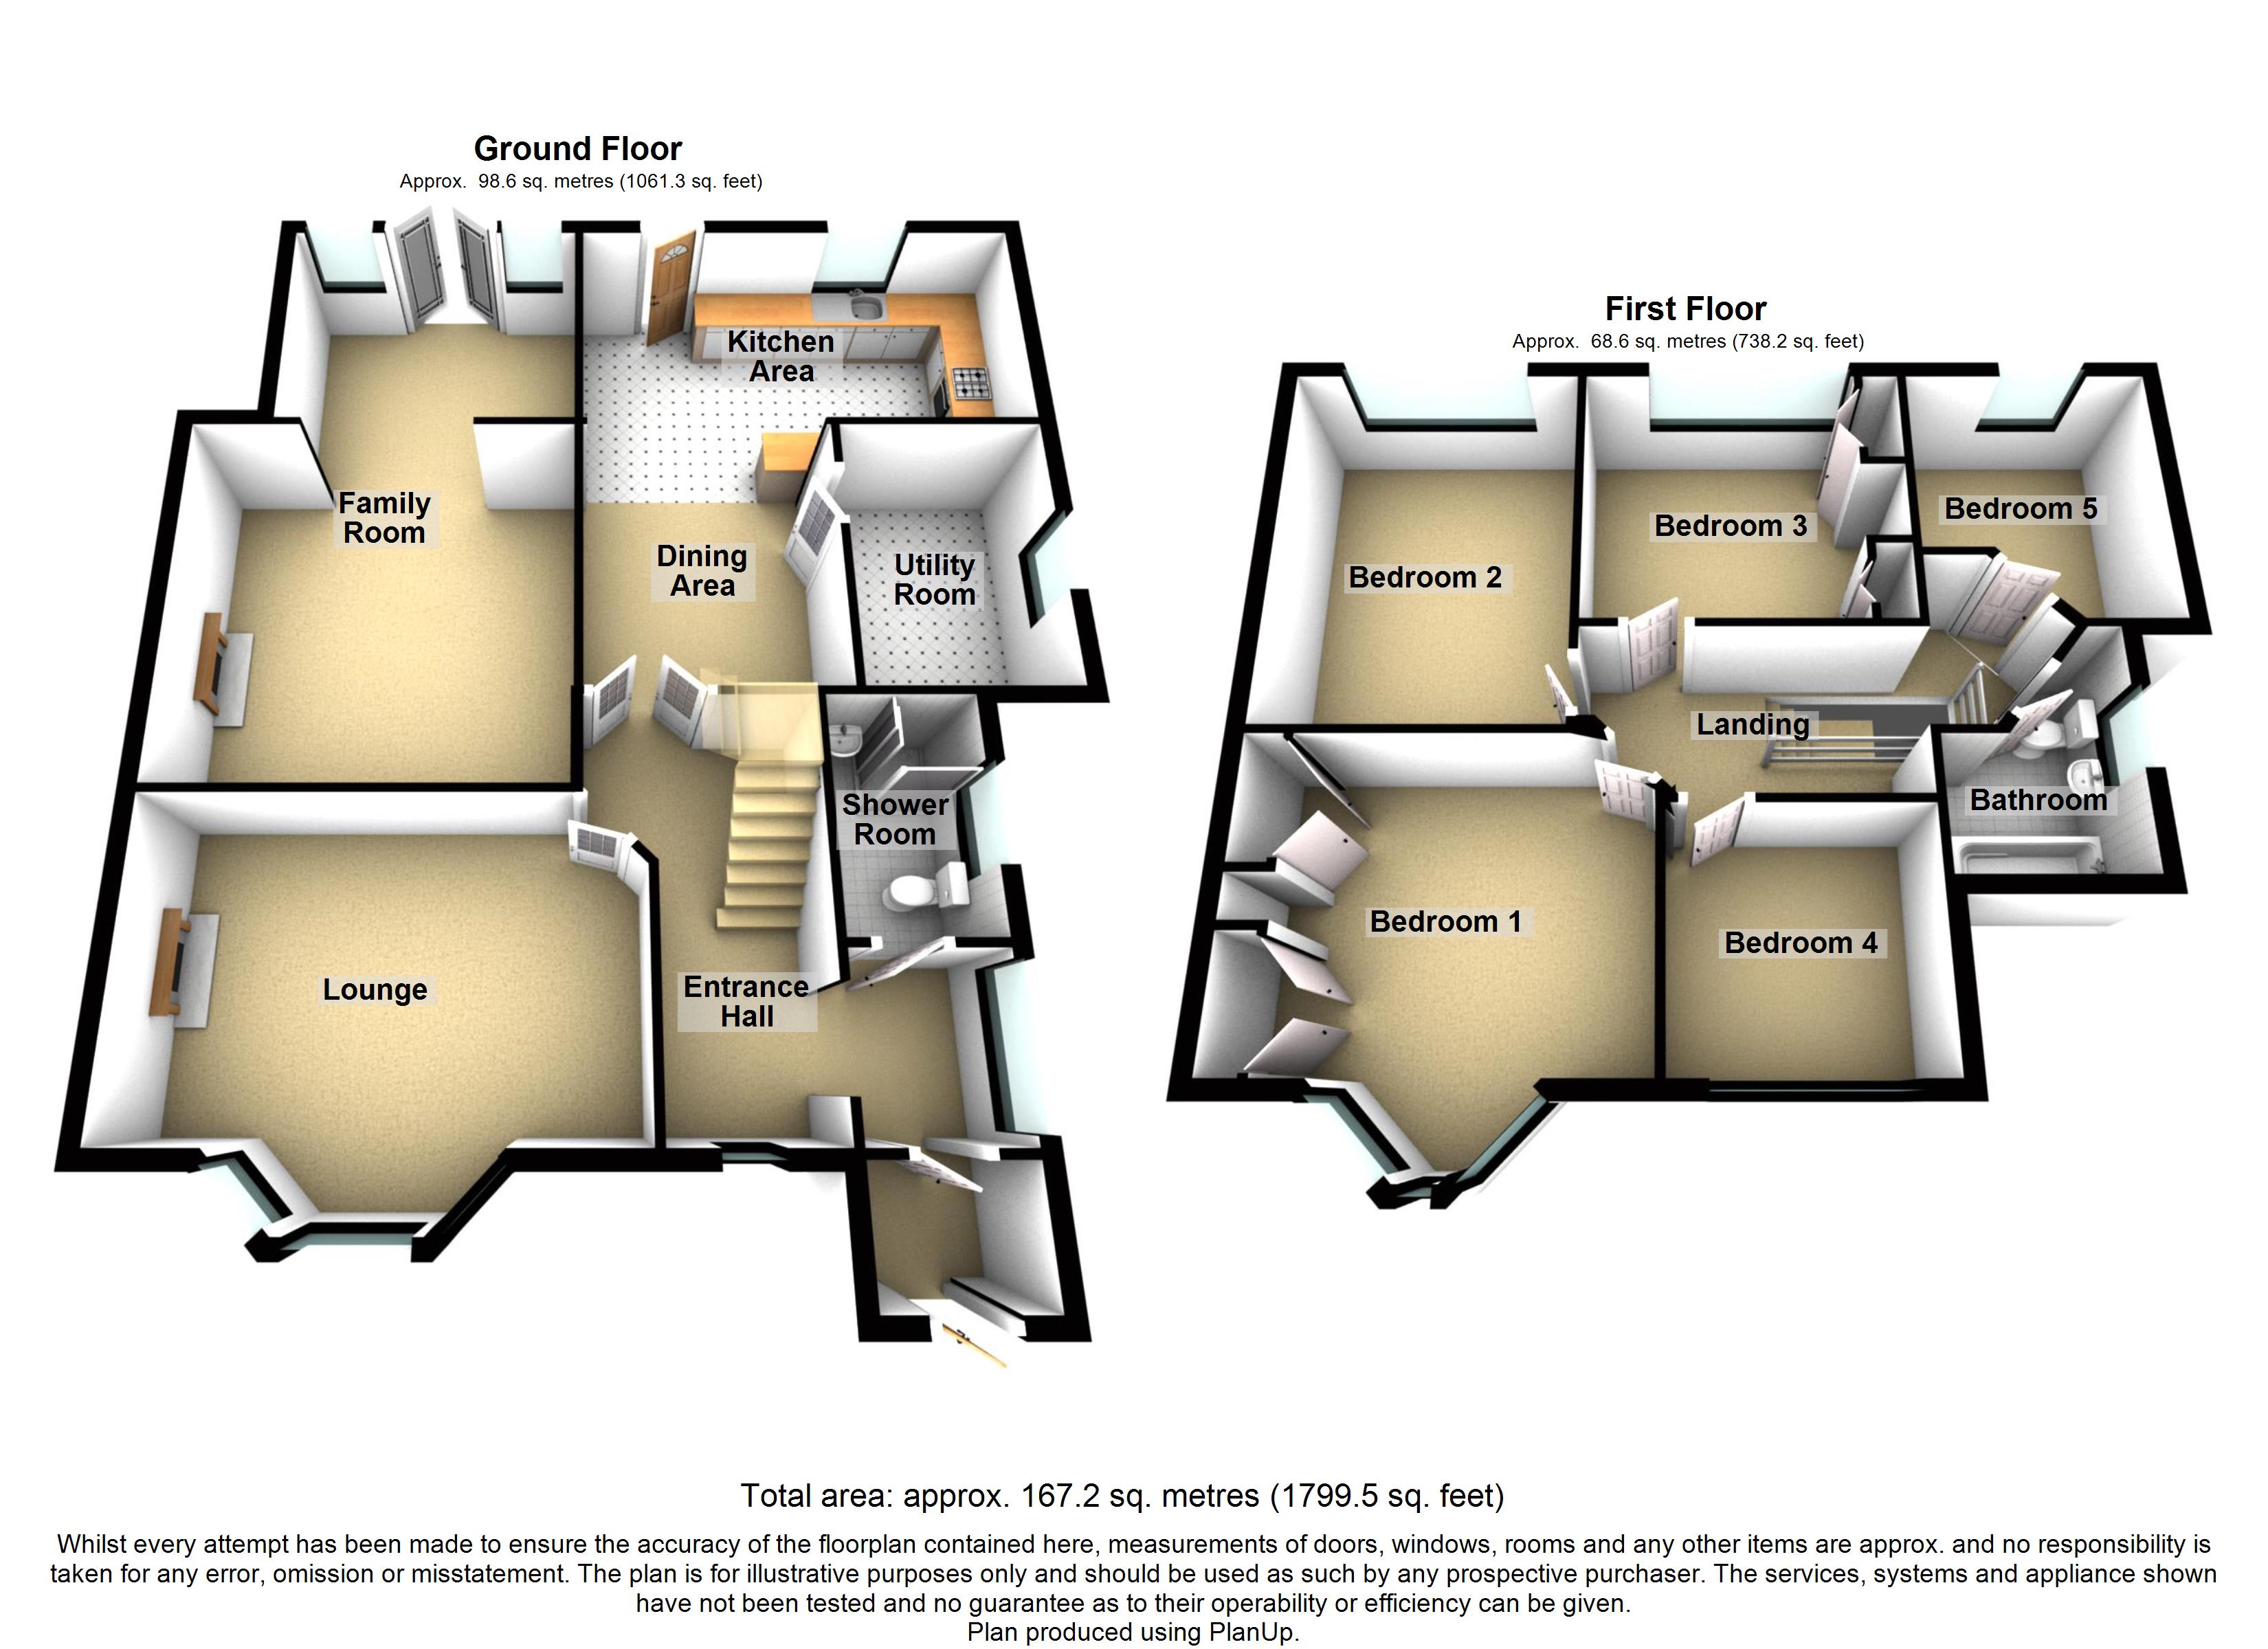 Ground Floor
Approx. 98.6 sq. metres (1061.3 sq. feet)
Kitchen
Area
Family
Room
Dining
Area
Utility
Room
Shower
Room
Lounge
Entrance
Hall
First Floor
Approx. 68.6 sq. metres (738.2 sq. feet)
Bedroom 5
Bedroom 3
Bedroom 2
Landing
Bathroom
Bedroom 1
Bedroom 4
Total area: approx. 167.2 sq. metres (1799.5 sq. feet)
Whilst every attempt has been made to ensure the accuracy of the floorplan contained here, measurements of doors, windows, rooms and any other items are approx. and no responsibility is
taken for any error, omission or misstatement. The plan is for illustrative purposes only and should be used as such by any prospective purchaser. The services, systems and appliance shown
have not been tested and no guarantee as to their operability or efficiency can be given.
Plan produced using PlanUp.